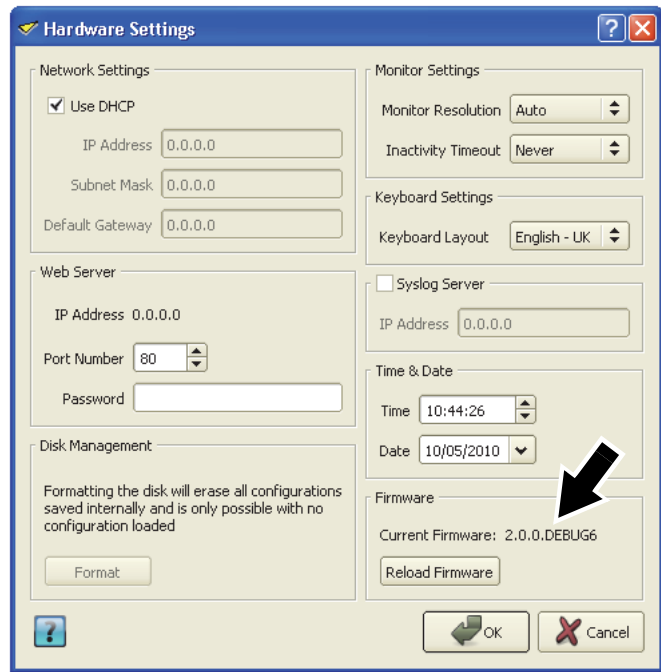 Hardware Settings
Network Settings
Use DHCP
IP Address 0.0.0.0
Subnet Mask 0.0.0.0
Default Gateway 0.0.0.0
Web Server
IP Address 0.0.0.0
Port Number 80
Password
Disk Management
Formatting the disk will erase all configurations
saved internally and is only possible with no
configuration loaded
Format
Monitor Settings
Monitor Resolution Auto
Inactivity Timeout Never
Keyboard Settings
Keyboard Layout English - UK
Syslog Server
IP Address 0.0.0.0
Time & Date
Time 10:44:26
Date 10/05/2010
Firmware
Current Firmware: 2.0.0.DEBUG6
Reload Firmware
? OK Cancel